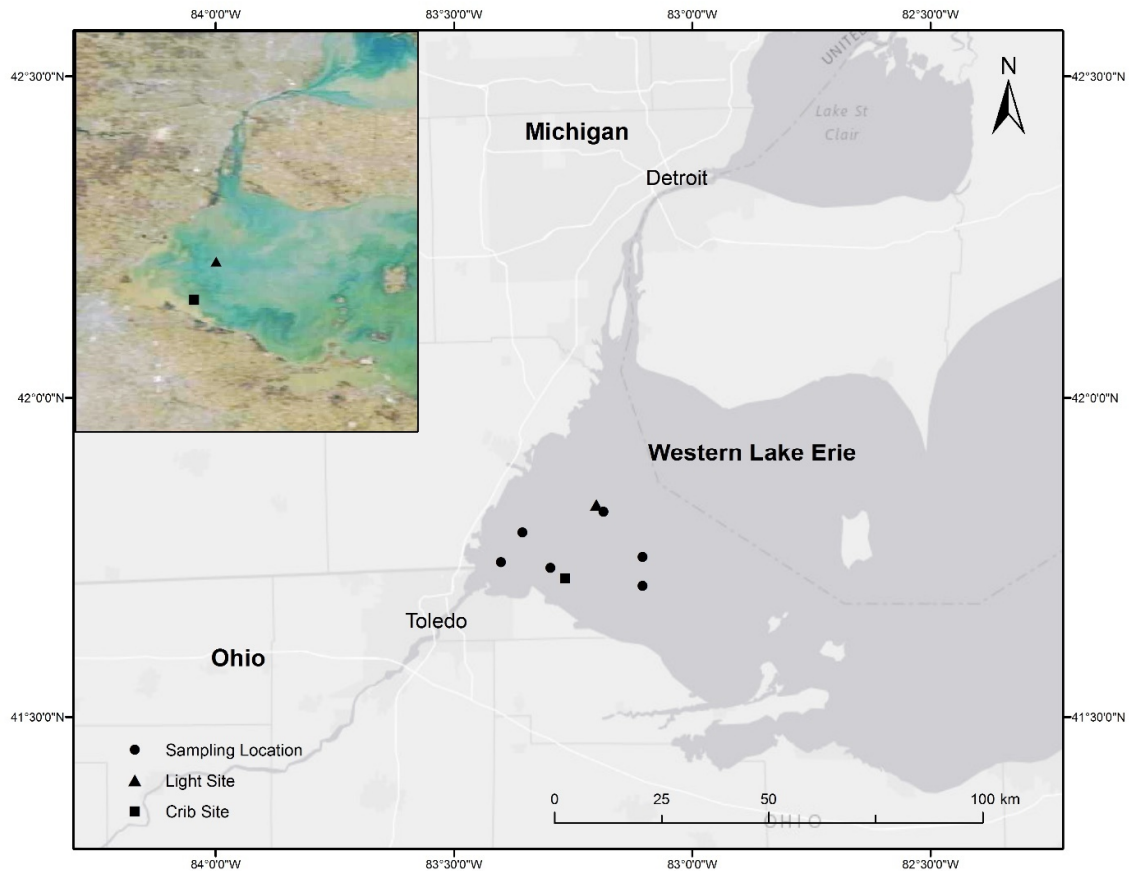 84°0'0"W 83°30'0"W 83°0'0"W 82°30'0"W
42°30'0"N 42°30'0"N
UNITED
N
Lake St
Clair
Michigan
Detroit
42°0'0"N 42°0'0"N
Western Lake Erie
Toledo
Ohio
41°30'0"N 41°30'0"N
Sampling Location
Light Site
Crib Site
0 25 50 100 km
OHIO
84°0'0"W 83°30'0"W 83°0'0"W 82°30'0"W